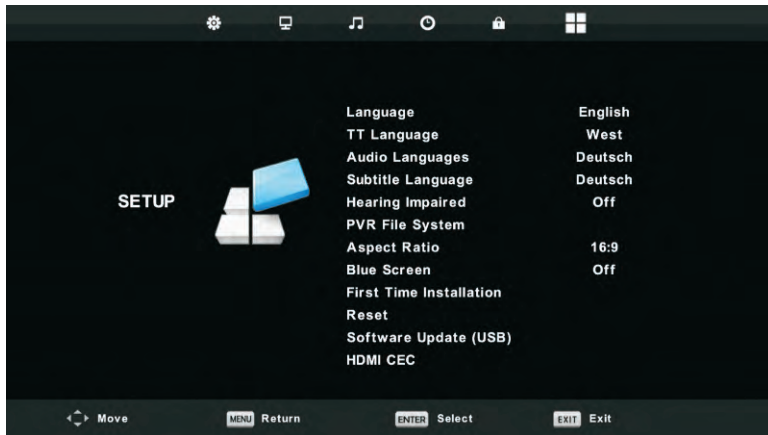 Language English
TT Language West
Audio Languages Deutsch
Subtitle Language Deutsch
SETUP
Hearing Impaired Off
PVR File System
Aspect Ratio 16:9
Blue Screen Off
First Time Installation
Reset
Software Update (USB)
HDMI CEC
Move MENU Return ENTER Select EXIT Exit